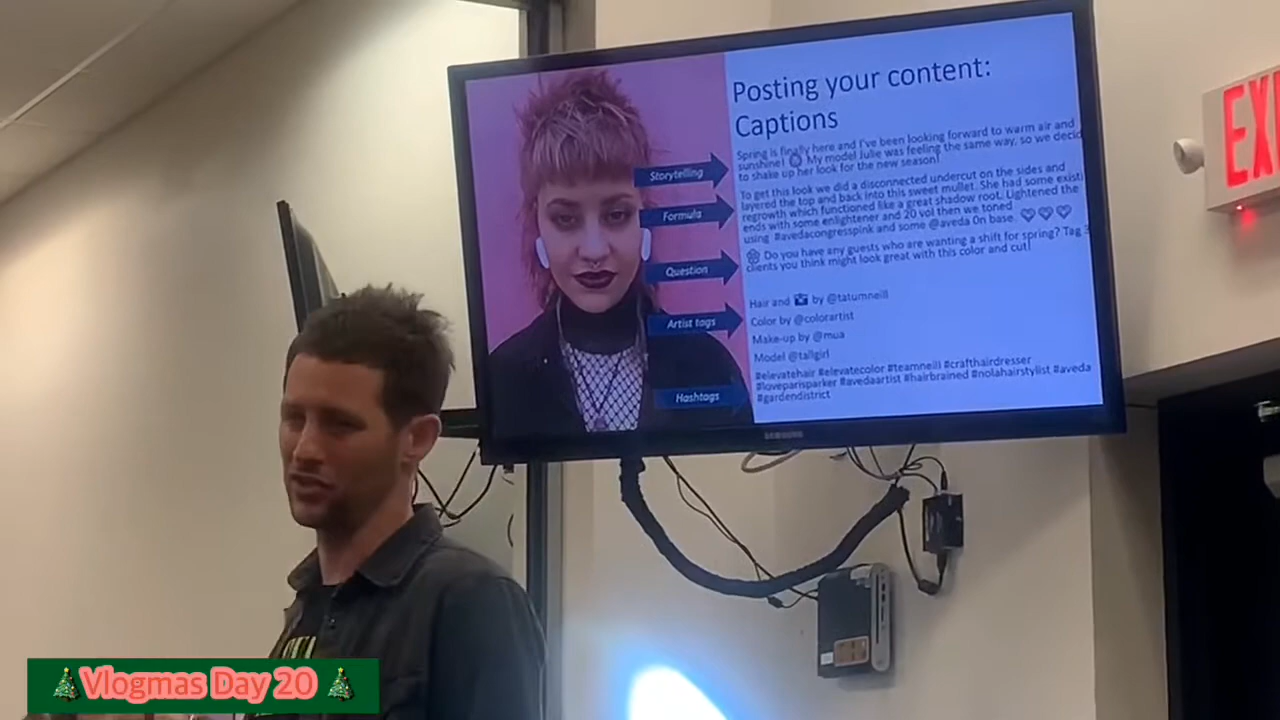 Posting your content:
Captions
Spring is finally here and I've been looking forward to warm air and
sunshine! My model Julie was feeling the same way, so we decid
to shake up her look for the new season!
To get this look we did a disconnected undercut on the sides and
layered the top and back into this sweet mullet. She had some existi
regrowth which functioned like a great shadow root. Lightened the
ends with some enlightener and 20 vol then we toned
using #avedacongresspink and some @aveda 0n base. 🤍🤍🤍
Do you have any guests who are wanting a shift for spring? Tag 3
clients you think might look great with this color and cut!
Hair and 📷 by @tatumneill
Color by @colorartist
Make-up by @mua
Model @tallgirl
#elevatehair #elevatecolor #teamneill #crafthairdresser
#loveparisparker #avedaartist #hairbrained #nolahairstylist #aveda
#gardendistrict
Storytelling
Formula
Question
Artist tags
Hashtags
SAMSUNG
EX
🎄Vlogmas Day 20🎄